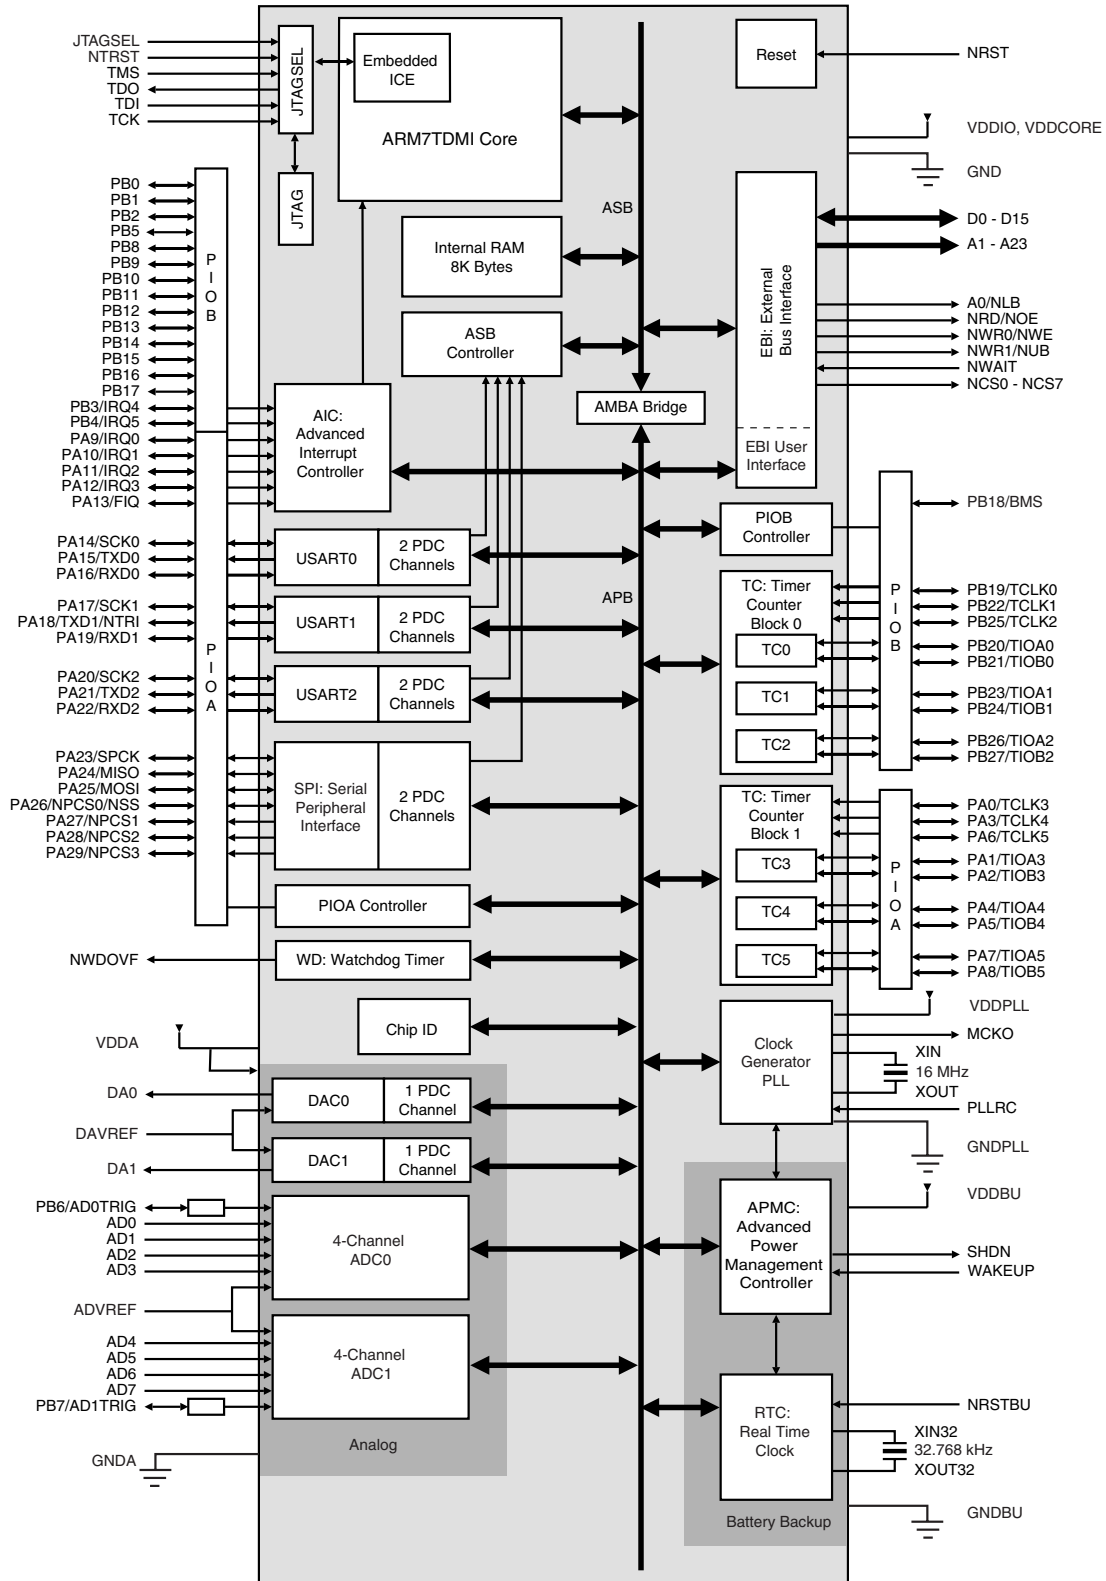 JTAGSEL
NTRST
TMS
TDO
TDI
TCK
JTAGSEL
Embedded
ICE
ARM7TDMI Core
JTAG
Reset
NRST
VDDIO, VDDCORE
GND
PB0
PB1
PB2
PB5
PB8
PB9
PB10
PB11
PB12
PB13
PB14
PB15
PB16
PB17
PB3/IRQ4
PB4/IRQ5
PA9/IRQ0
PA10/IRQ1
PA11/IRQ2
PA12/IRQ3
PA13/FIQ
PIOB
ASB
Internal RAM
8K Bytes
ASB
Controller
AMBA Bridge
EBI: External
Bus Interface
EBI User
Interface
D0 - D15
A1 - A23
A0/NLB
NRD/NOE
NWR0/NWE
NWR1/NUB
NWAIT
NCS0 - NCS7
AIC:
Advanced
Interrupt
Controller
PA14/SCK0
PA15/TXD0
PA16/RXD0
USART0
2 PDC
Channels
PA17/SCK1
PA18/TXD1/NTRI
PA19/RXD1
USART1
2 PDC
Channels
PA20/SCK2
PA21/TXD2
PA22/RXD2
USART2
2 PDC
Channels
PIOA
APB
PA23/SPCK
PA24/MISO
PA25/MOSI
PA26/NPCS0/NSS
PA27/NPCS1
PA28/NPCS2
PA29/NPCS3
SPI: Serial
Peripheral
Interface
2 PDC
Channels
PIOA Controller
NWDOVF
WD: Watchdog Timer
Chip ID
PIOB
Controller
PB18/BMS
TC: Timer
Counter
Block 0
TC0
TC1
TC2
PIOB
PB19/TCLK0
PB22/TCLK1
PB25/TCLK2
PB20/TIOA0
PB21/TIOB0
PB23/TIOA1
PB24/TIOB1
PB26/TIOA2
PB27/TIOB2
TC: Timer
Counter
Block 1
TC3
TC4
TC5
PIOA
PA0/TCLK3
PA3/TCLK4
PA6/TCLK5
PA1/TIOA3
PA2/TIOB3
PA4/TIOA4
PA5/TIOB4
PA7/TIOA5
PA8/TIOB5
VDDA
DA0
DAVREF
DA1
DAC0
1 PDC
Channel
DAC1
1 PDC
Channel
PB6/AD0TRIG
AD0
AD1
AD2
AD3
4-Channel
ADC0
ADVREF
AD4
AD5
AD6
AD7
PB7/AD1TRIG
4-Channel
ADC1
Analog
GNDA
Clock
Generator
PLL
VDDPLL
MCKO
XIN
16 MHz
XOUT
PLLRC
GNDPLL
VDDBU
APMC:
Advanced
Power
Management
Controller
SHDN
WAKEUP
RTC:
Real Time
Clock
NRSTBU
XIN32
32.768 kHz
XOUT32
Battery Backup
GNDBU